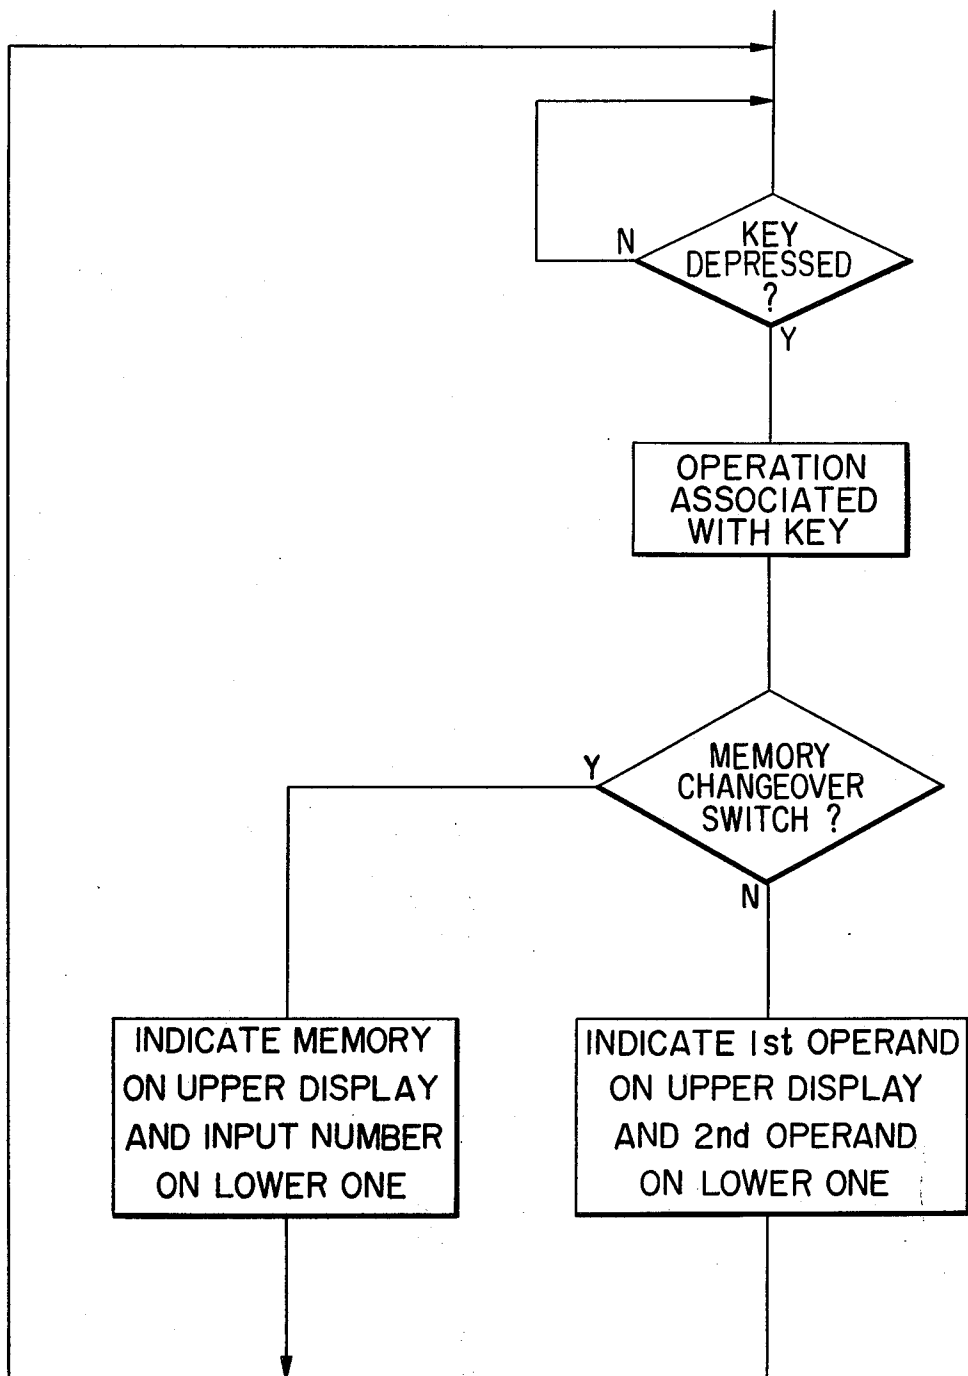 KEY
DEPRESSED
?
N
Y
OPERATION
ASSOCIATED
WITH KEY
MEMORY
CHANGEOVER
SWITCH ?
Y
N
INDICATE MEMORY
ON UPPER DISPLAY
AND INPUT NUMBER
ON LOWER ONE
INDICATE 1st OPERAND
ON UPPER DISPLAY
AND 2nd OPERAND
ON LOWER ONE